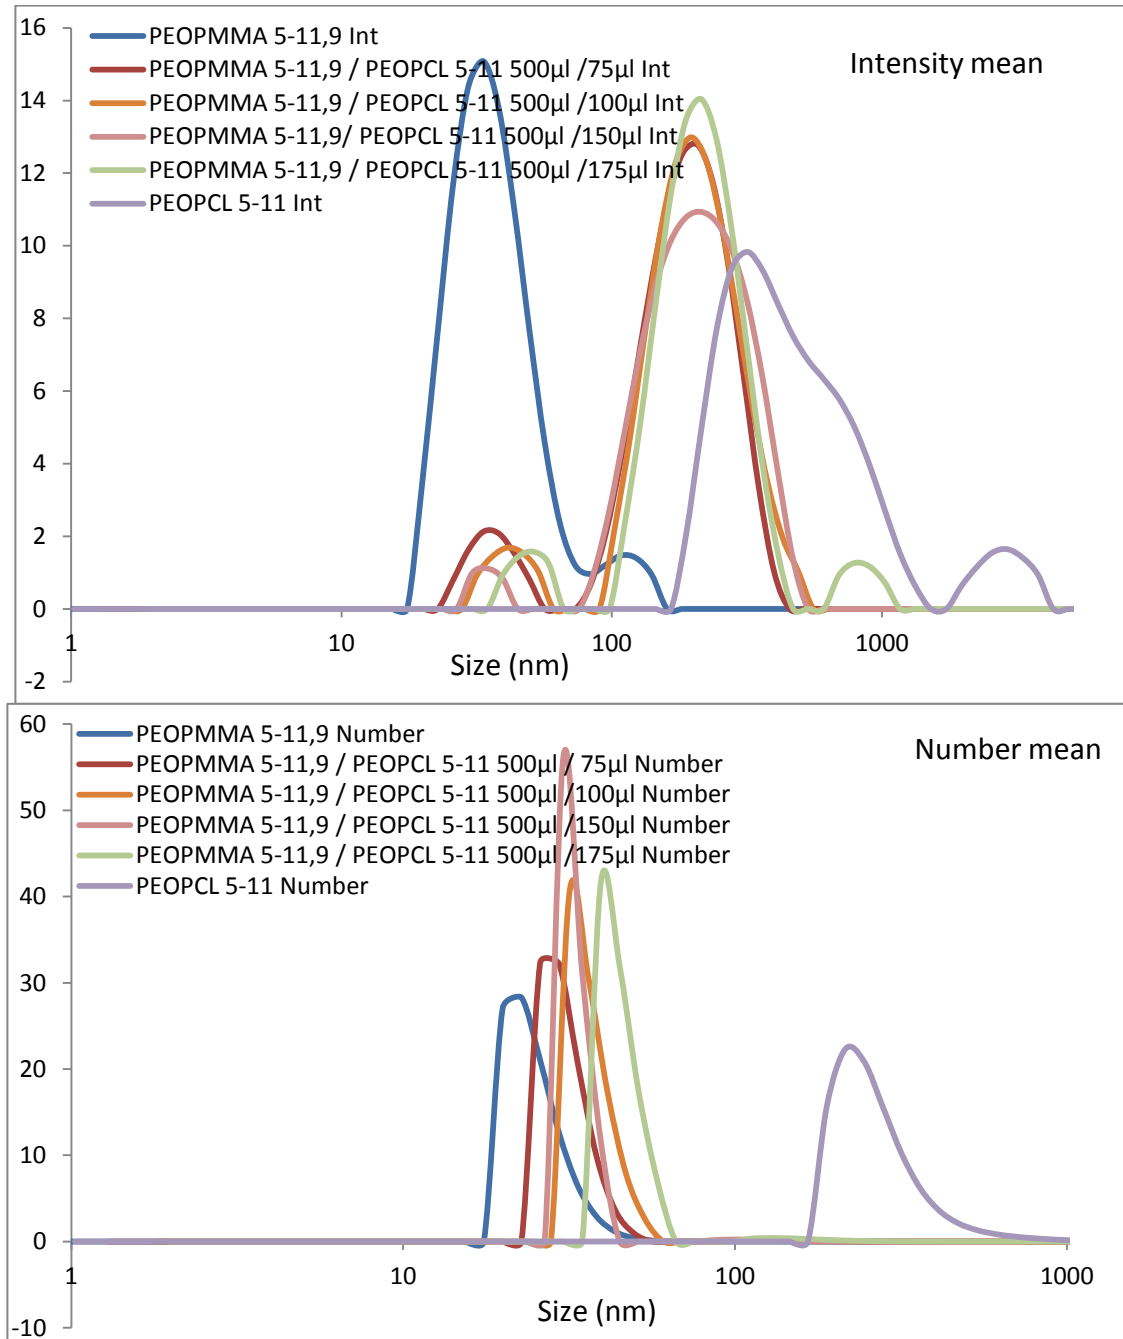 16
14
12
10
8
6
4
2
0
-2
PEOPMMA 5-11,9 Int
PEOPMMA 5-11,9 / PEOPCL 5-11 500µl /75µl Int
PEOPMMA 5-11,9 / PEOPCL 5-11 500µl /100µl Int
PEOPMMA 5-11,9/ PEOPCL 5-11 500µl /150µl Int
PEOPMMA 5-11,9 / PEOPCL 5-11 500µl /175µl Int
PEOPCL 5-11 Int
Intensity mean
1 10 100 1000
Size (nm)
60
50
40
30
20
10
0
-10
PEOPMMA 5-11,9 Number
PEOPMMA 5-11,9 / PEOPCL 5-11 500µl / 75µl Number
PEOPMMA 5-11,9 / PEOPCL 5-11 500µl /100µl Number
PEOPMMA 5-11,9 / PEOPCL 5-11 500µl /150µl Number
PEOPMMA 5-11,9 / PEOPCL 5-11 500µl /175µl Number
PEOPCL 5-11 Number
Number mean
1 10 100 1000
Size (nm)